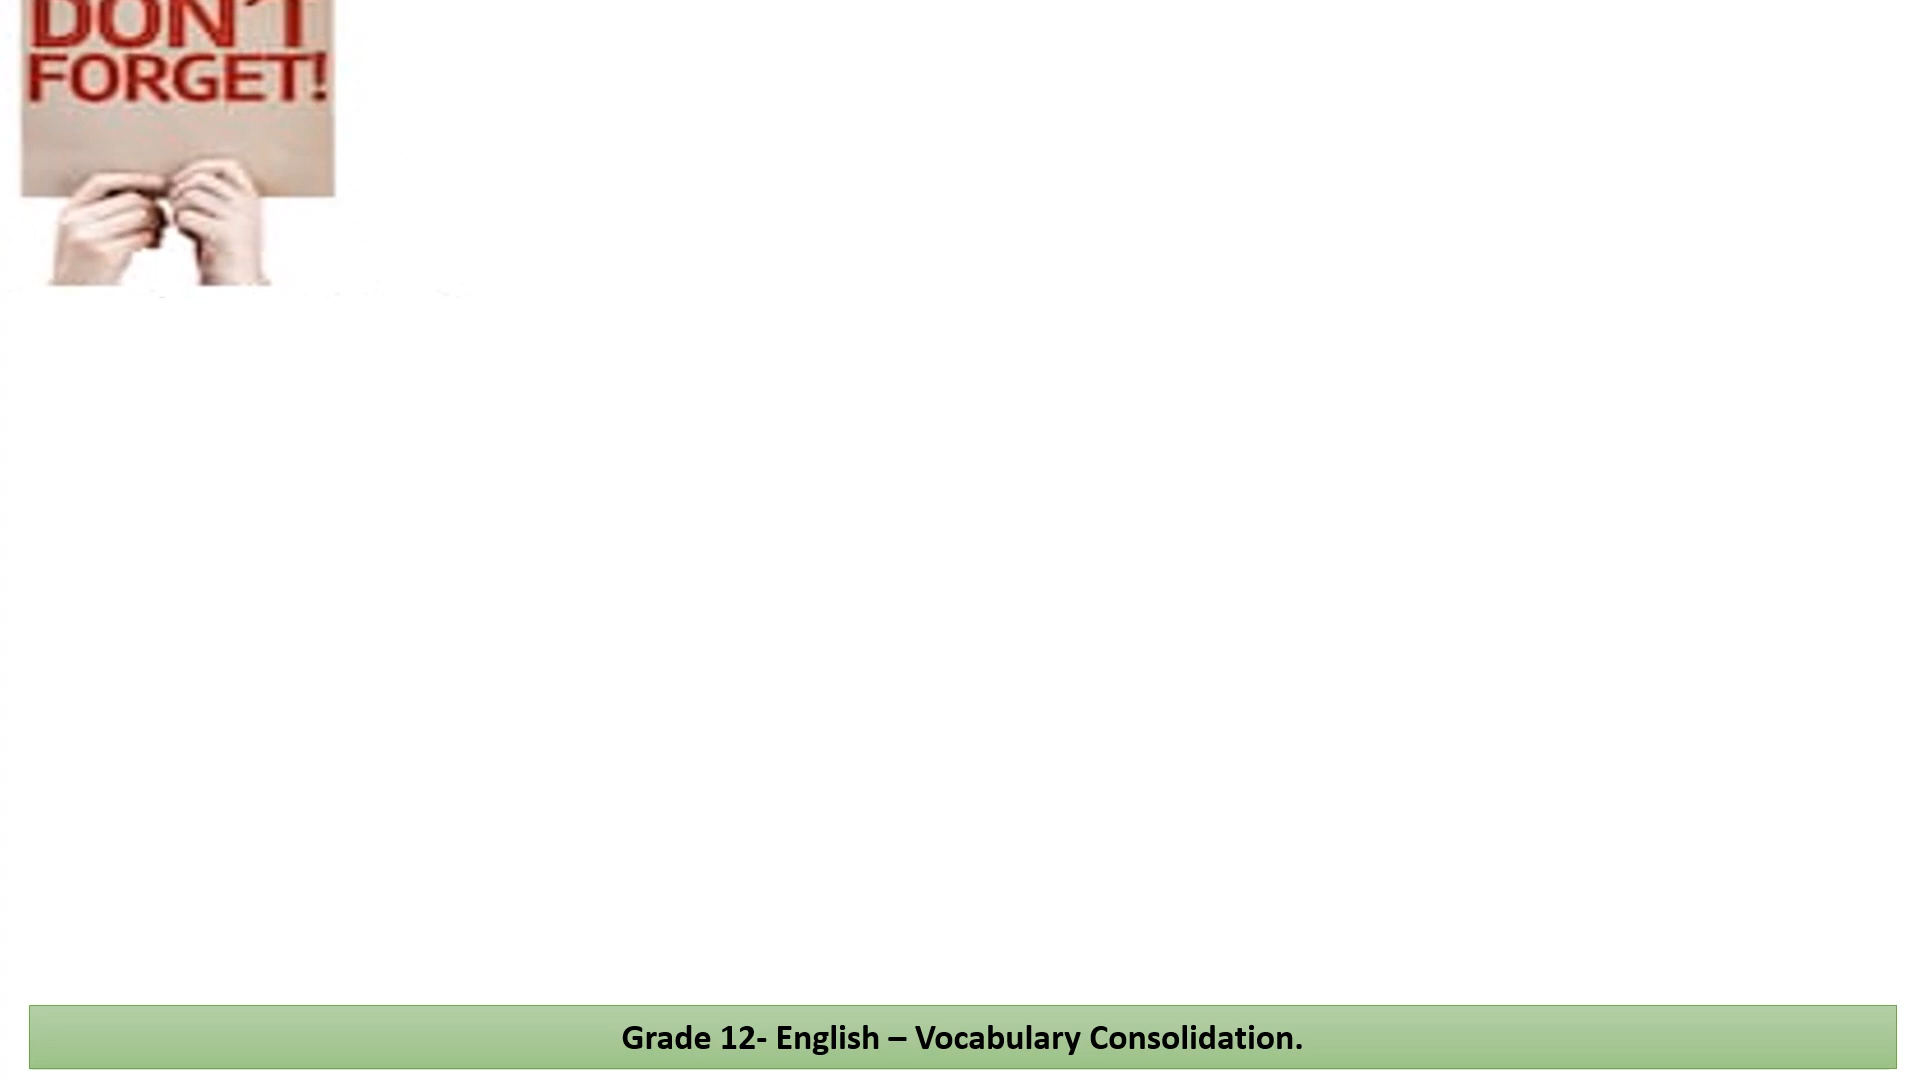 DON'T
FORGET!
Grade 12- English – Vocabulary Consolidation.